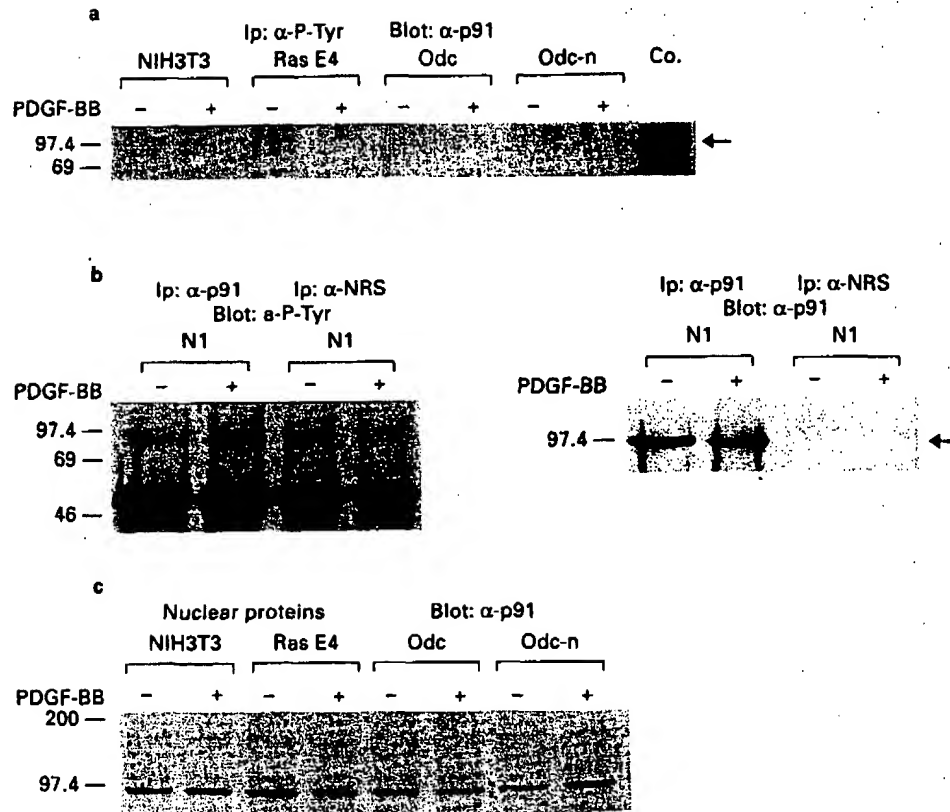 a
Ip: α-P-Tyr Blot: α-p91
NIH3T3 Ras E4 Odc Odc-n Co.
PDGF-BB − + − + − + − +
97.4 —
69 —
b
Ip: α-p91 Ip: α-NRS
Blot: a-P-Tyr
N1 N1
PDGF-BB − + − +
97.4 —
69 —
46 —
Ip: α-p91 Ip: α-NRS
Blot: α-p91
N1 N1
PDGF-BB − + − +
97.4 —
c
Nuclear proteins Blot: α-p91
NIH3T3 Ras E4 Odc Odc-n
PDGF-BB − + − + − + − +
200 —
97.4 —